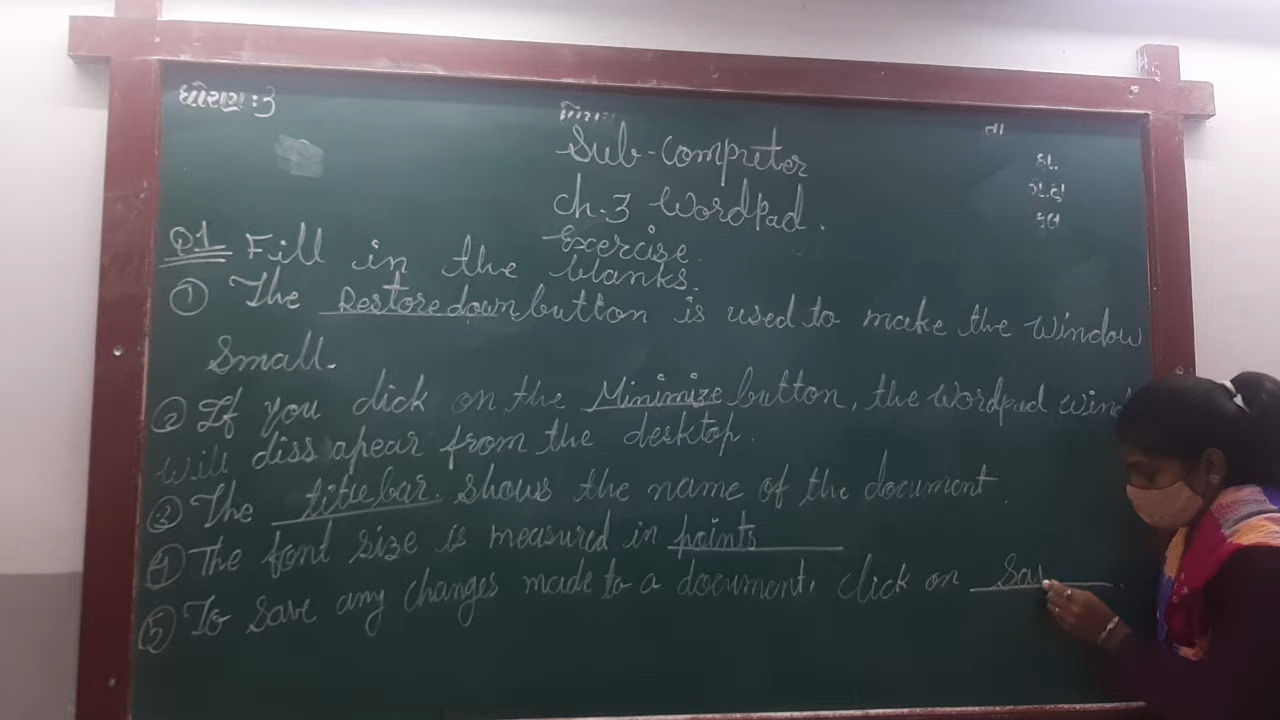 ધોરણ : 3
વિષય
તા
Sub - Computer
હા.
ગે.હા
કુલ
ch. 3 WordPad.
Exercise.
Q1 Fill in the blanks.
① The Restore down button is used to make the window
Small.
② If you click on the Minimize button, the Wordpad wind
will diss apear from the desktop.
③ The title bar. shows the name of the document.
④ The font size is measured in points
⑤ To save any changes made to a document, click on Sav